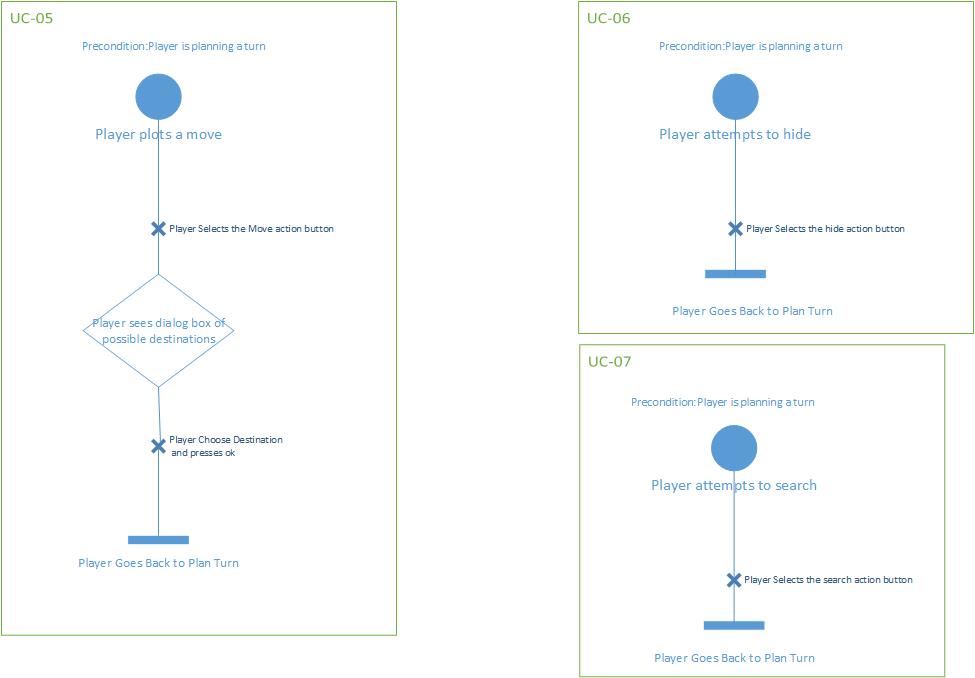 UC-05
Precondition:Player is planning a turn
Player plots a move
Player Selects the Move action button
Player sees dialog box of
possible destinations
Player Choose Destination
and presses ok
Player Goes Back to Plan Turn
UC-06
Precondition:Player is planning a turn
Player attempts to hide
Player Selects the hide action button
Player Goes Back to Plan Turn
UC-07
Precondition:Player is planning a turn
Player attempts to search
Player Selects the search action button
Player Goes Back to Plan Turn